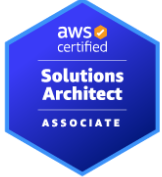 aws
certified
Solutions
Architect
ASSOCIATE